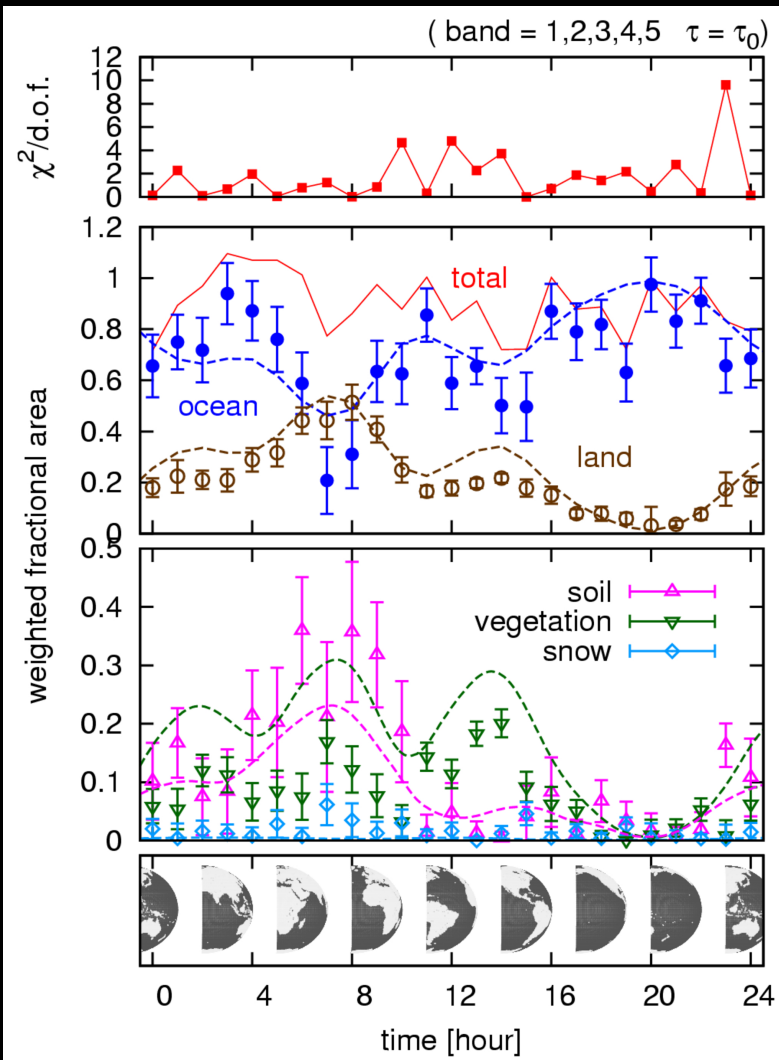 ( band = 1,2,3,4,5 τ = τ₀)
12
10
8
6
4
2
0
χ²/d.o.f.
1.2
1
0.8
0.6
0.4
0.2
0
total
ocean
land
weighted fractional area
0.5
0.4
0.3
0.2
0.1
0
soil
vegetation
snow
0 4 8 12 16 20 24
time [hour]